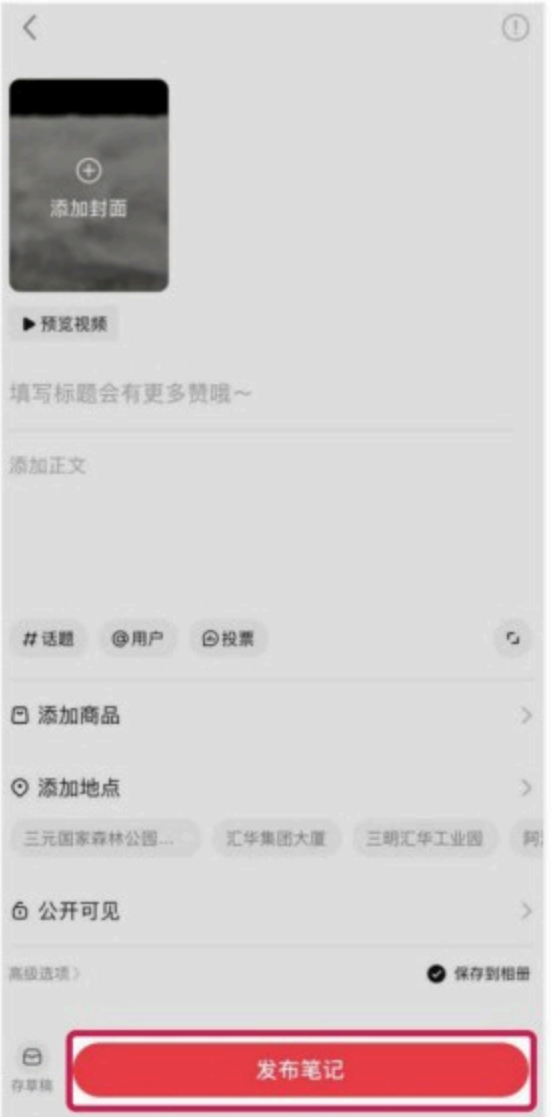 添加封面
预览视频
填写标题会有更多赞哦～
添加正文
#话题 @用户 投票
添加商品
添加地点
三元国家森林公园... 汇华集团大厦 三明汇华工业园
公开可见
高级选项 保存到相册
存草稿 发布笔记